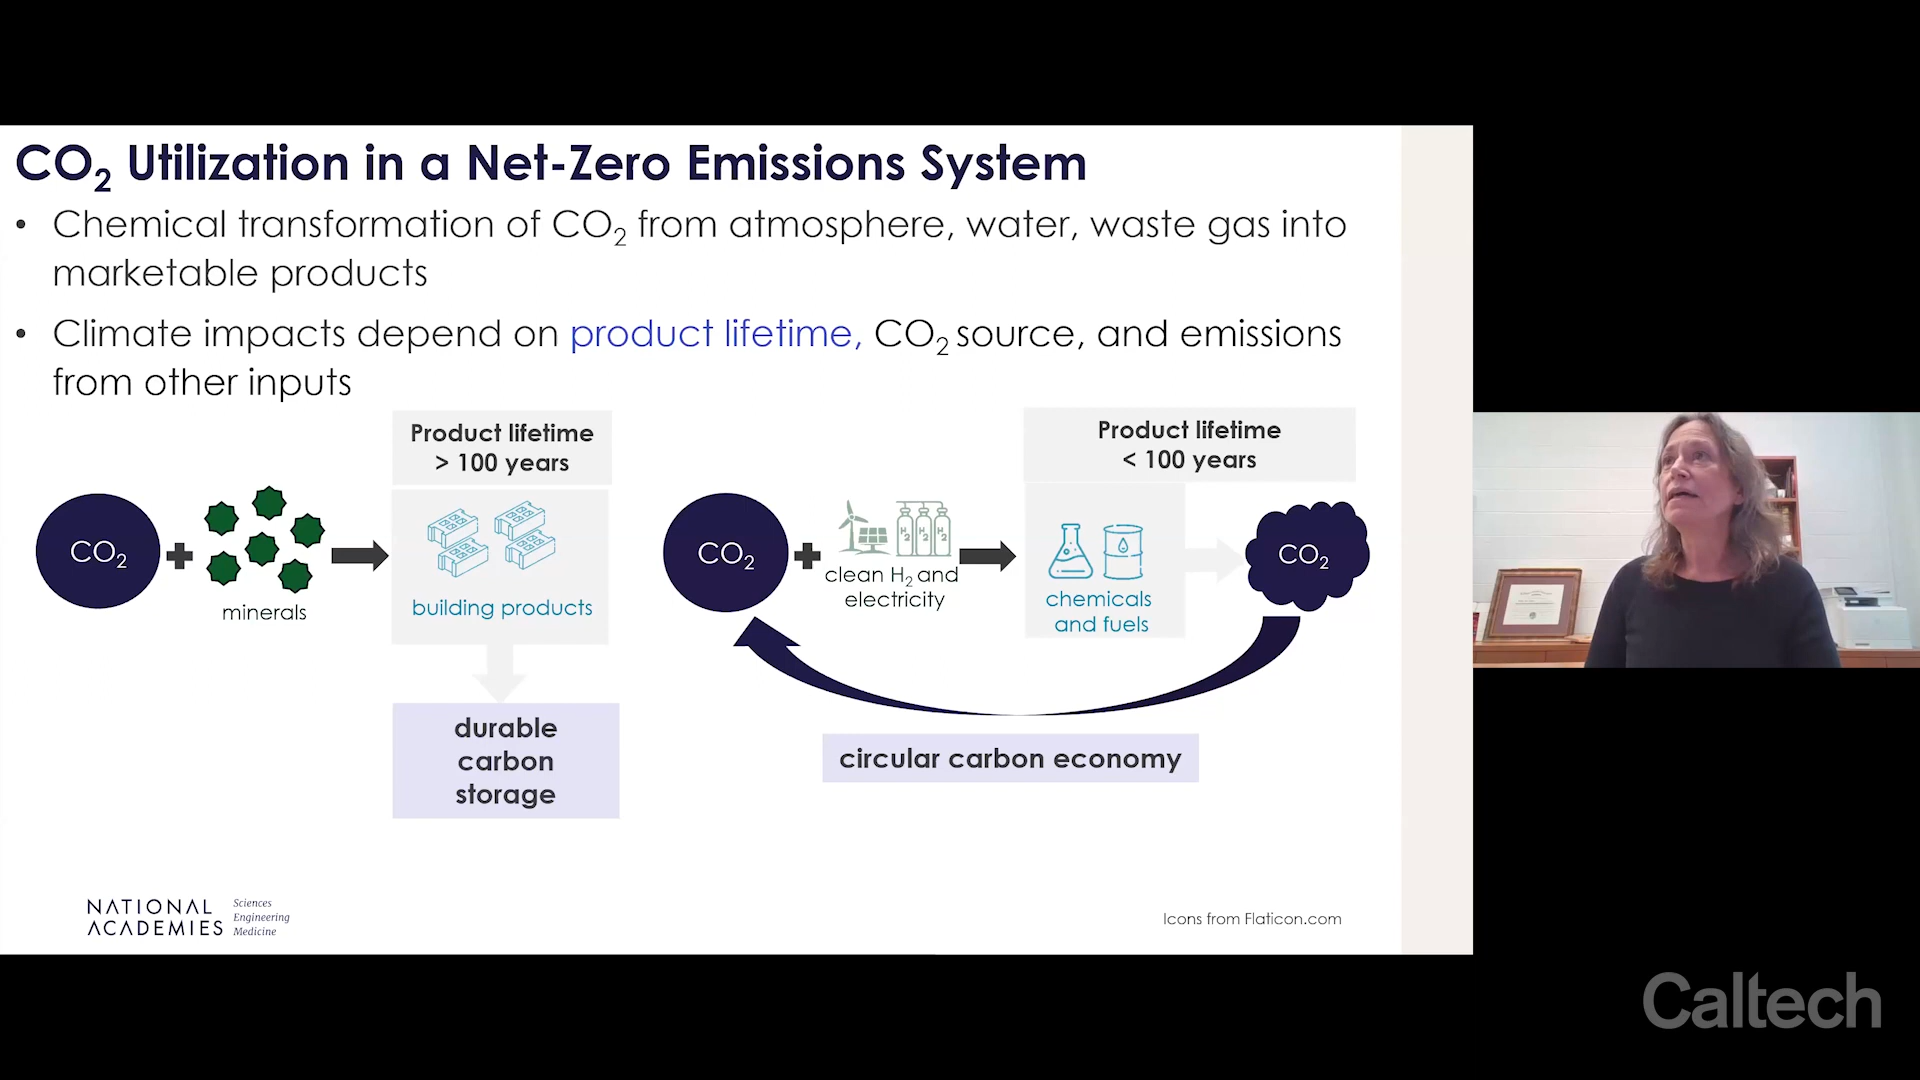 CO₂ Utilization in a Net-Zero Emissions System
• Chemical transformation of CO₂ from atmosphere, water, waste gas into
marketable products
• Climate impacts depend on product lifetime, CO₂ source, and emissions
from other inputs
Product lifetime
> 100 years
CO₂
minerals
building products
durable
carbon
storage
Product lifetime
< 100 years
CO₂
H₂ H₂ H₂
clean H₂ and
electricity
chemicals
and fuels
CO₂
circular carbon economy
NATIONAL
ACADEMIES
Sciences
Engineering
Medicine
Icons from Flaticon.com
Caltech